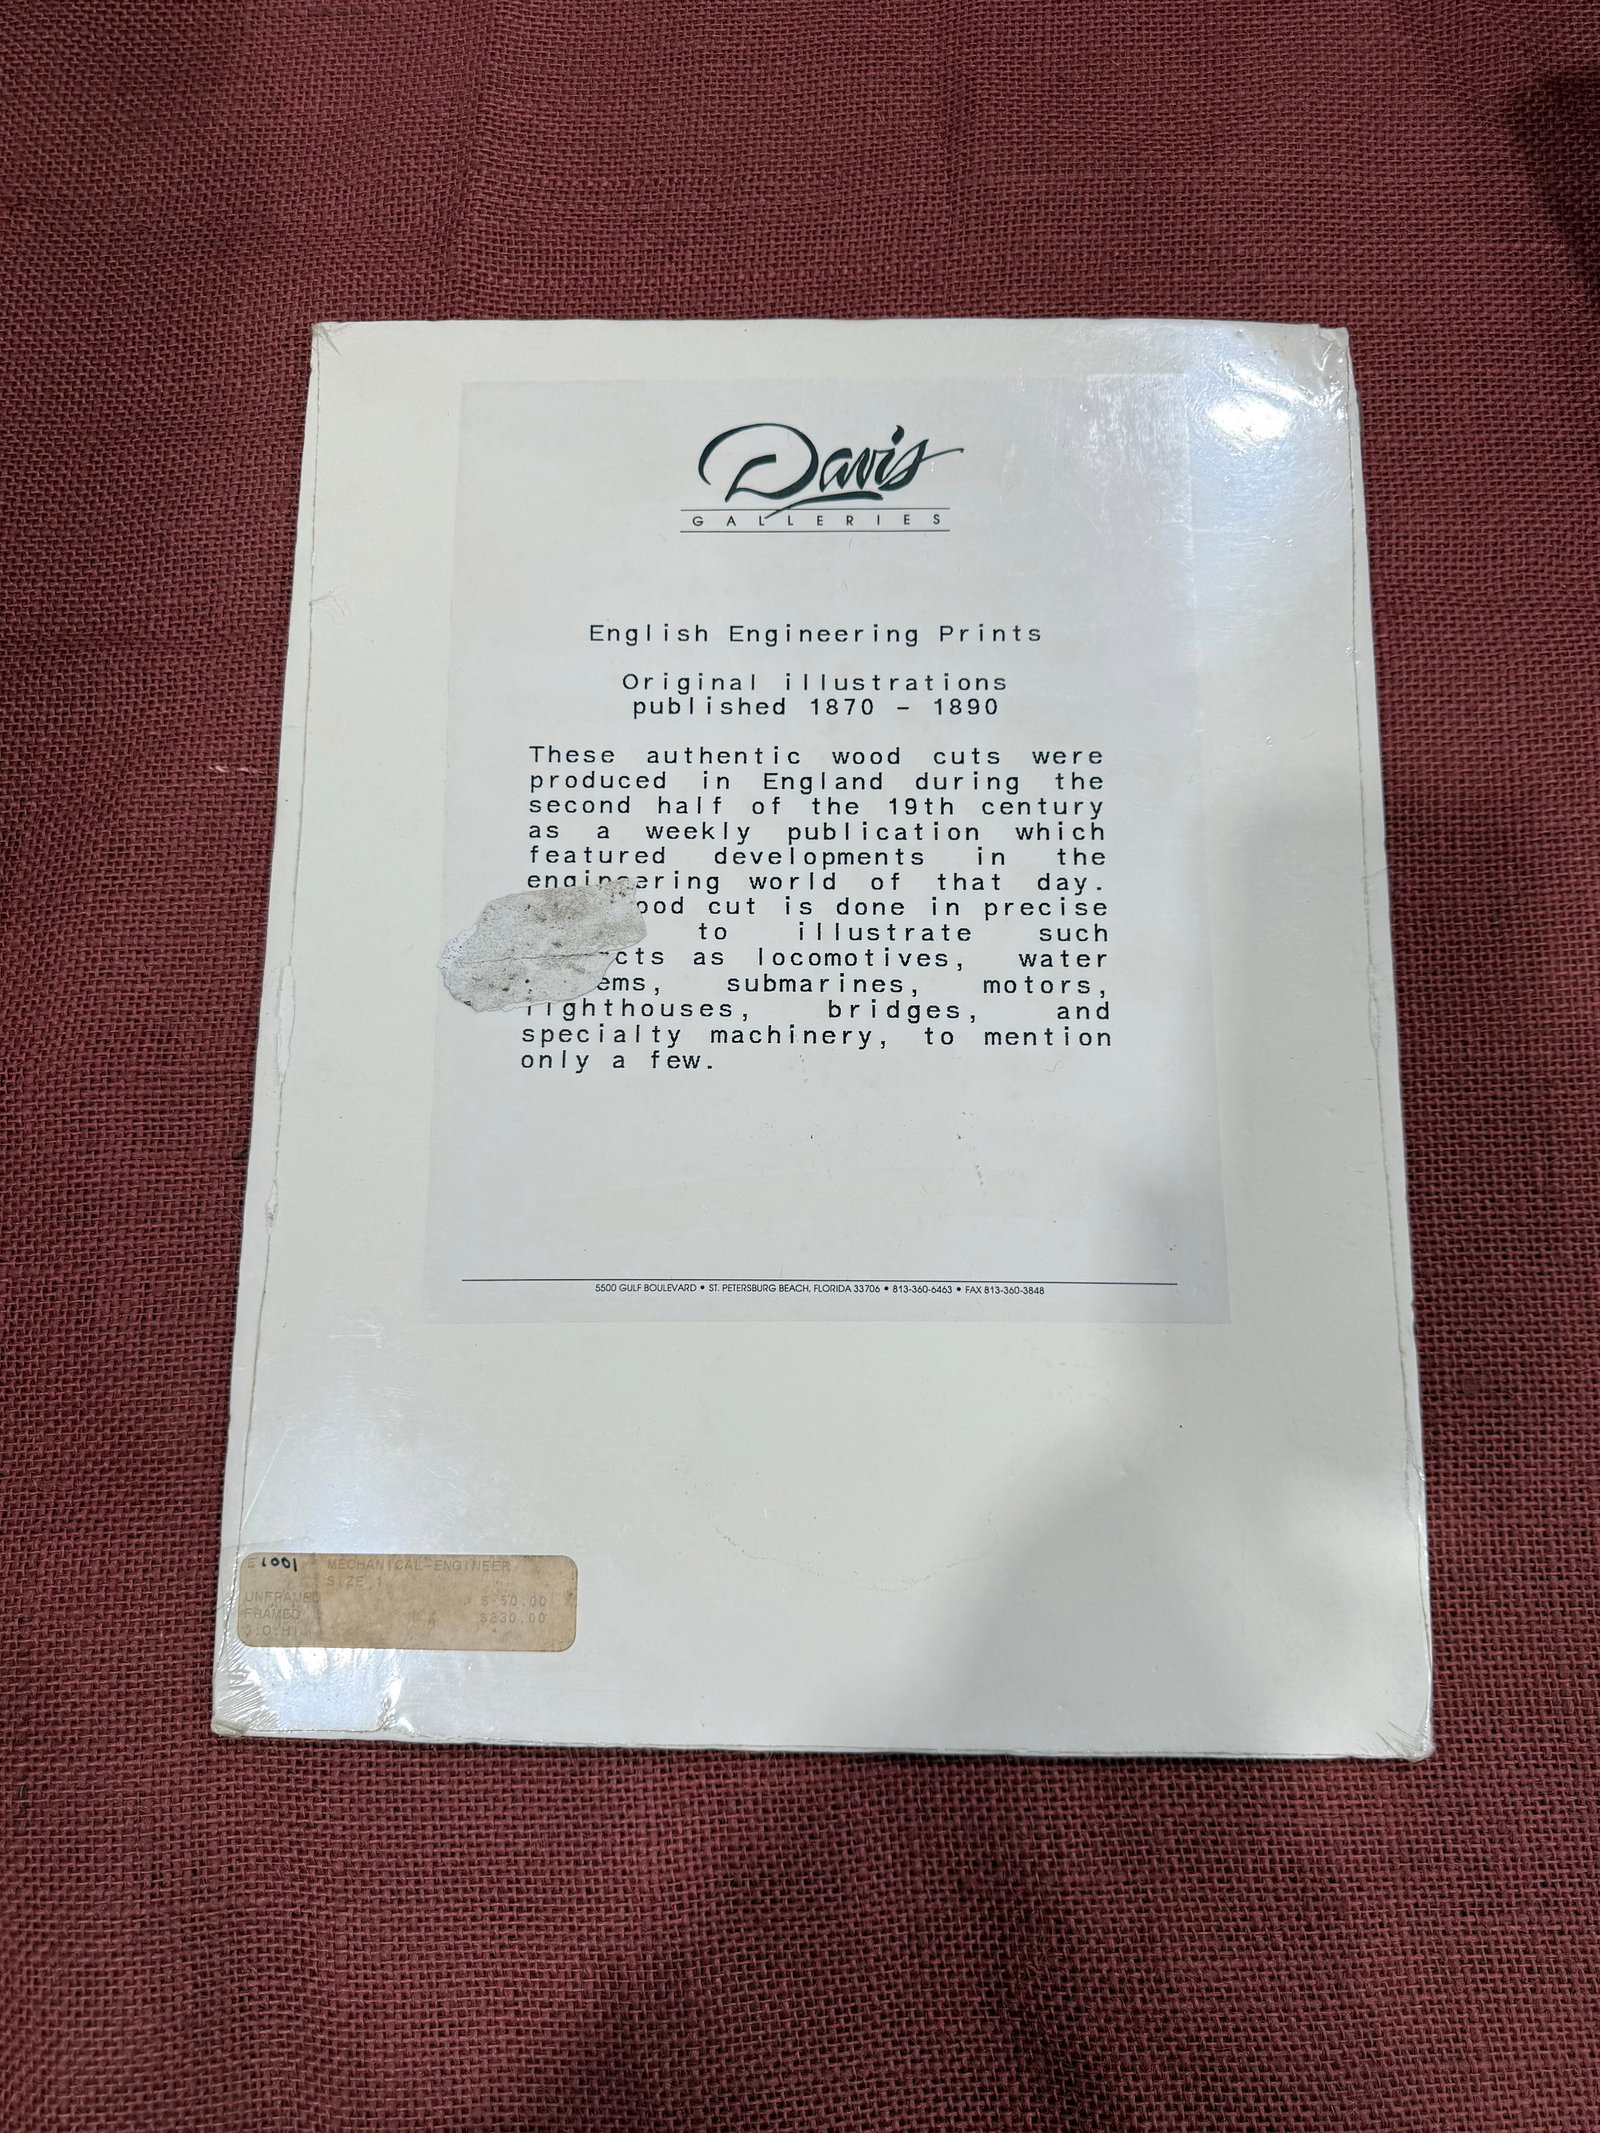 Davis
GALLERIES
English Engineering Prints
Original illustrations
published 1870 - 1890
These authentic wood cuts were
produced in England during the
second half of the 19th century
as a weekly publication which
featured developments in the
engineering world of that day.
ood cut is done in precise
to illustrate such
cts as locomotives, water
ems, submarines, motors,
lighthouses, bridges, and
specialty machinery, to mention
only a few.
5500 GULF BOULEVARD • ST. PETERSBURG BEACH, FLORIDA 33706 • 813-360-6463 • FAX 813-360-3848
E1001 MECHANICAL-ENGINEER
SIZE 1
UNFRAMED $ 50.00
FRAMED $230.00